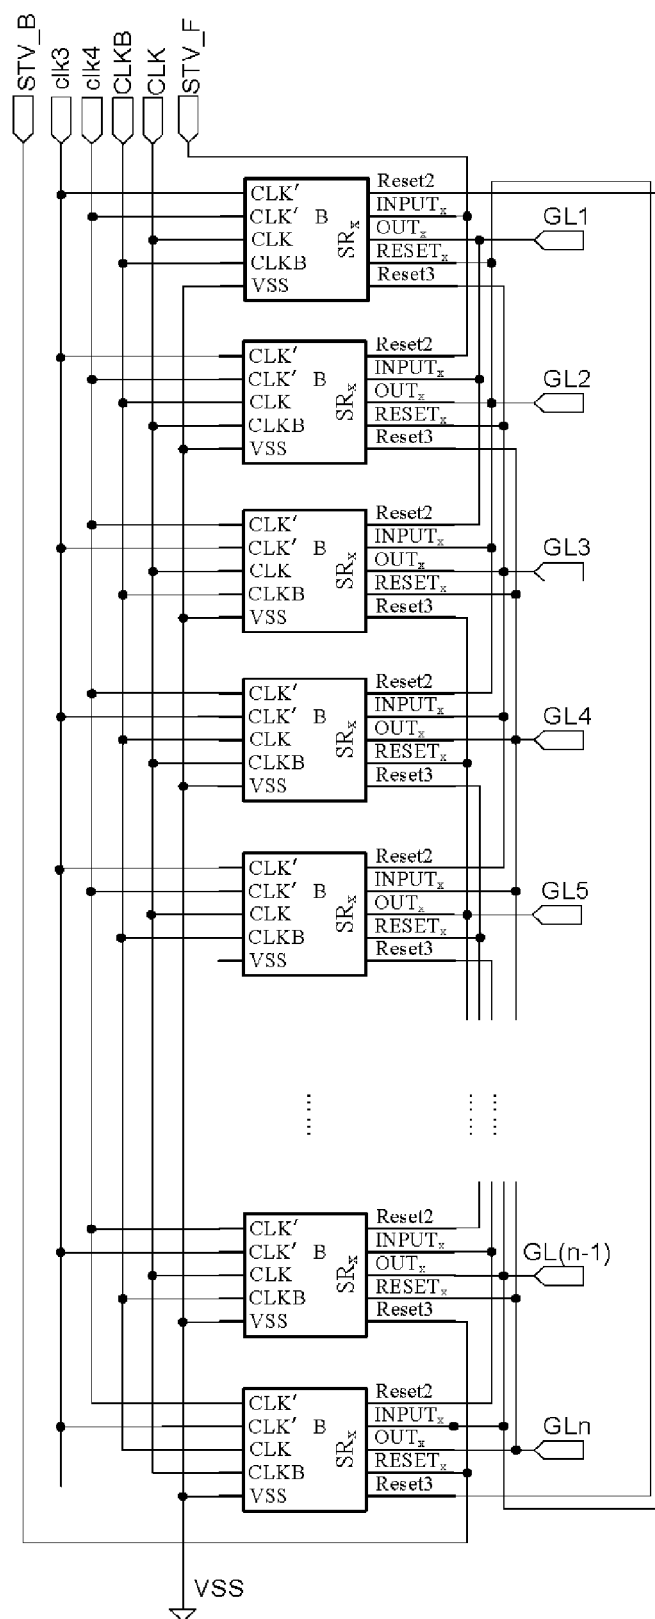 STV_B
clk3
clk4
CLKB
CLK
STV_F
CLK′
CLK′ B
CLK
CLKB
VSS
SRx
Reset2
INPUTx
OUTx
RESETx
Reset3
GL1
CLK′
CLK′ B
CLK
CLKB
VSS
SRx
Reset2
INPUTx
OUTx
RESETx
Reset3
GL2
CLK′
CLK′ B
CLK
CLKB
VSS
SRx
Reset2
INPUTx
OUTx
RESETx
Reset3
GL3
CLK′
CLK′ B
CLK
CLKB
VSS
SRx
Reset2
INPUTx
OUTx
RESETx
Reset3
GL4
CLK′
CLK′ B
CLK
CLKB
VSS
SRx
Reset2
INPUTx
OUTx
RESETx
Reset3
GL5
CLK′
CLK′ B
CLK
CLKB
VSS
SRx
Reset2
INPUTx
OUTx
RESETx
Reset3
GL(n-1)
CLK′
CLK′ B
CLK
CLKB
VSS
SRx
Reset2
INPUTx
OUTx
RESETx
Reset3
GLn
VSS